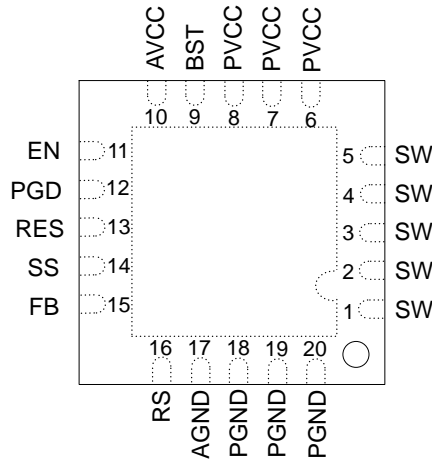 AVCC BST PVCC PVCC PVCC
10 9 8 7 6
EN 11 5 SW
PGD 12 4 SW
RES 13 3 SW
SS 14 2 SW
FB 15 1 SW
16 17 18 19 20
RS AGND PGND PGND PGND